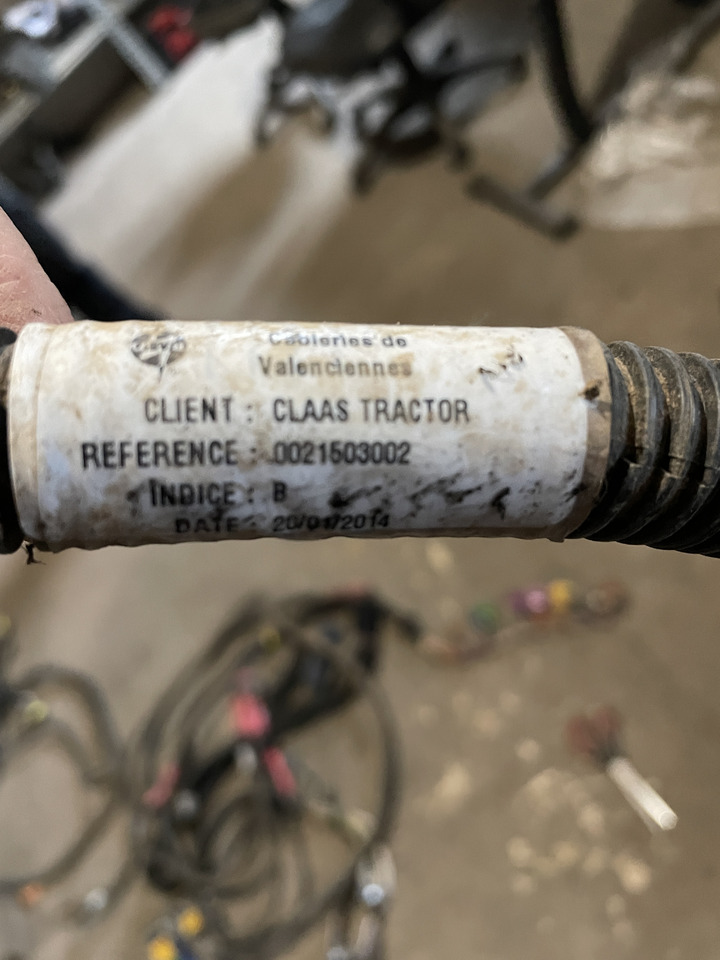 Cableries de
Valenciennes
CLIENT : CLAAS TRACTOR
REFERENCE : 0021503002
INDICE : B
DATE : 20/01/2014